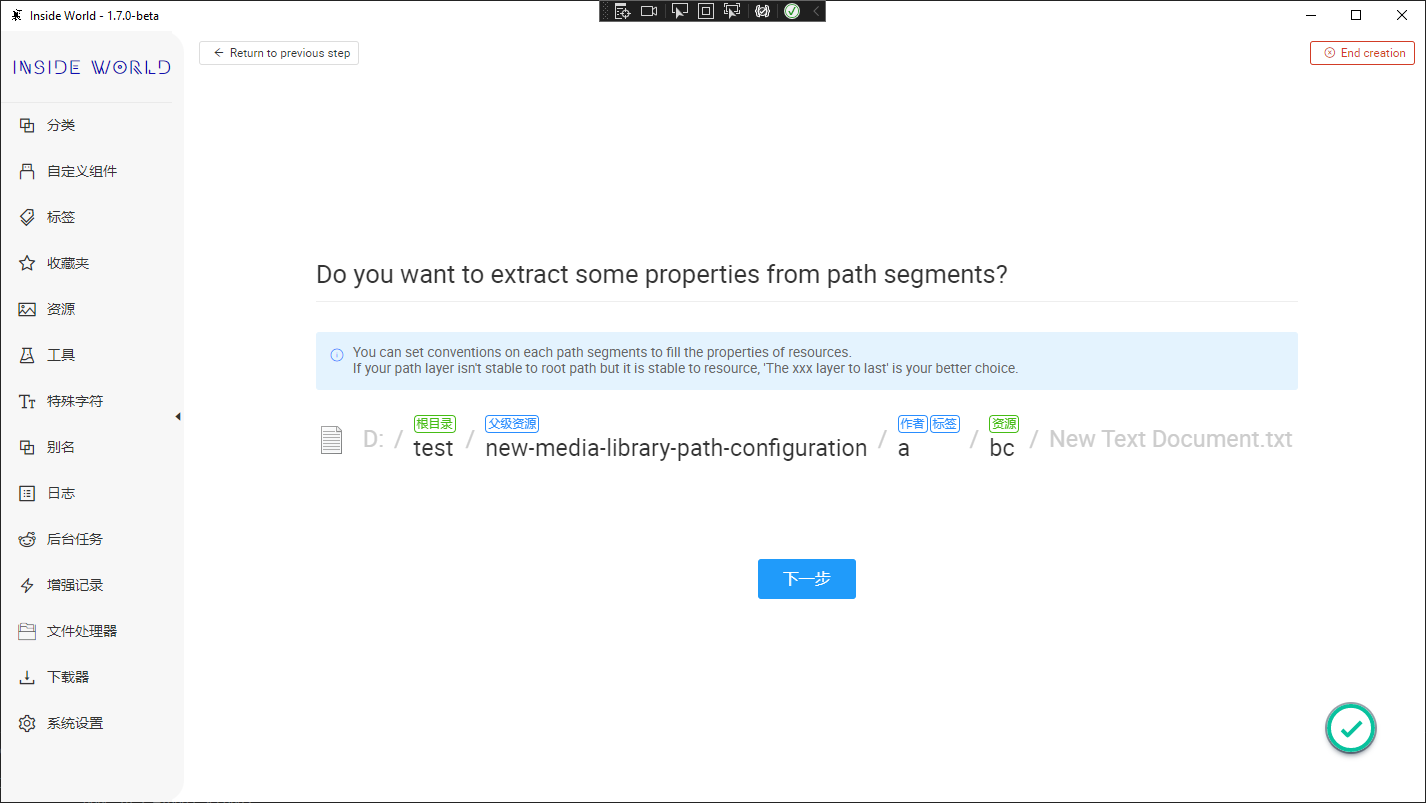 Inside World - 1.7.0-beta
INSIDE WORLD
Return to previous step
End creation
分类
自定义组件
标签
收藏夹
资源
工具
特殊字符
别名
日志
后台任务
增强记录
文件处理器
下载器
系统设置
Do you want to extract some properties from path segments?
You can set conventions on each path segments to fill the properties of resources.
If your path layer isn't stable to root path but it is stable to resource, 'The xxx layer to last' is your better choice.
根目录 父级资源 作者 标签 资源
D: / test / new-media-library-path-configuration / a / bc / New Text Document.txt
下一步